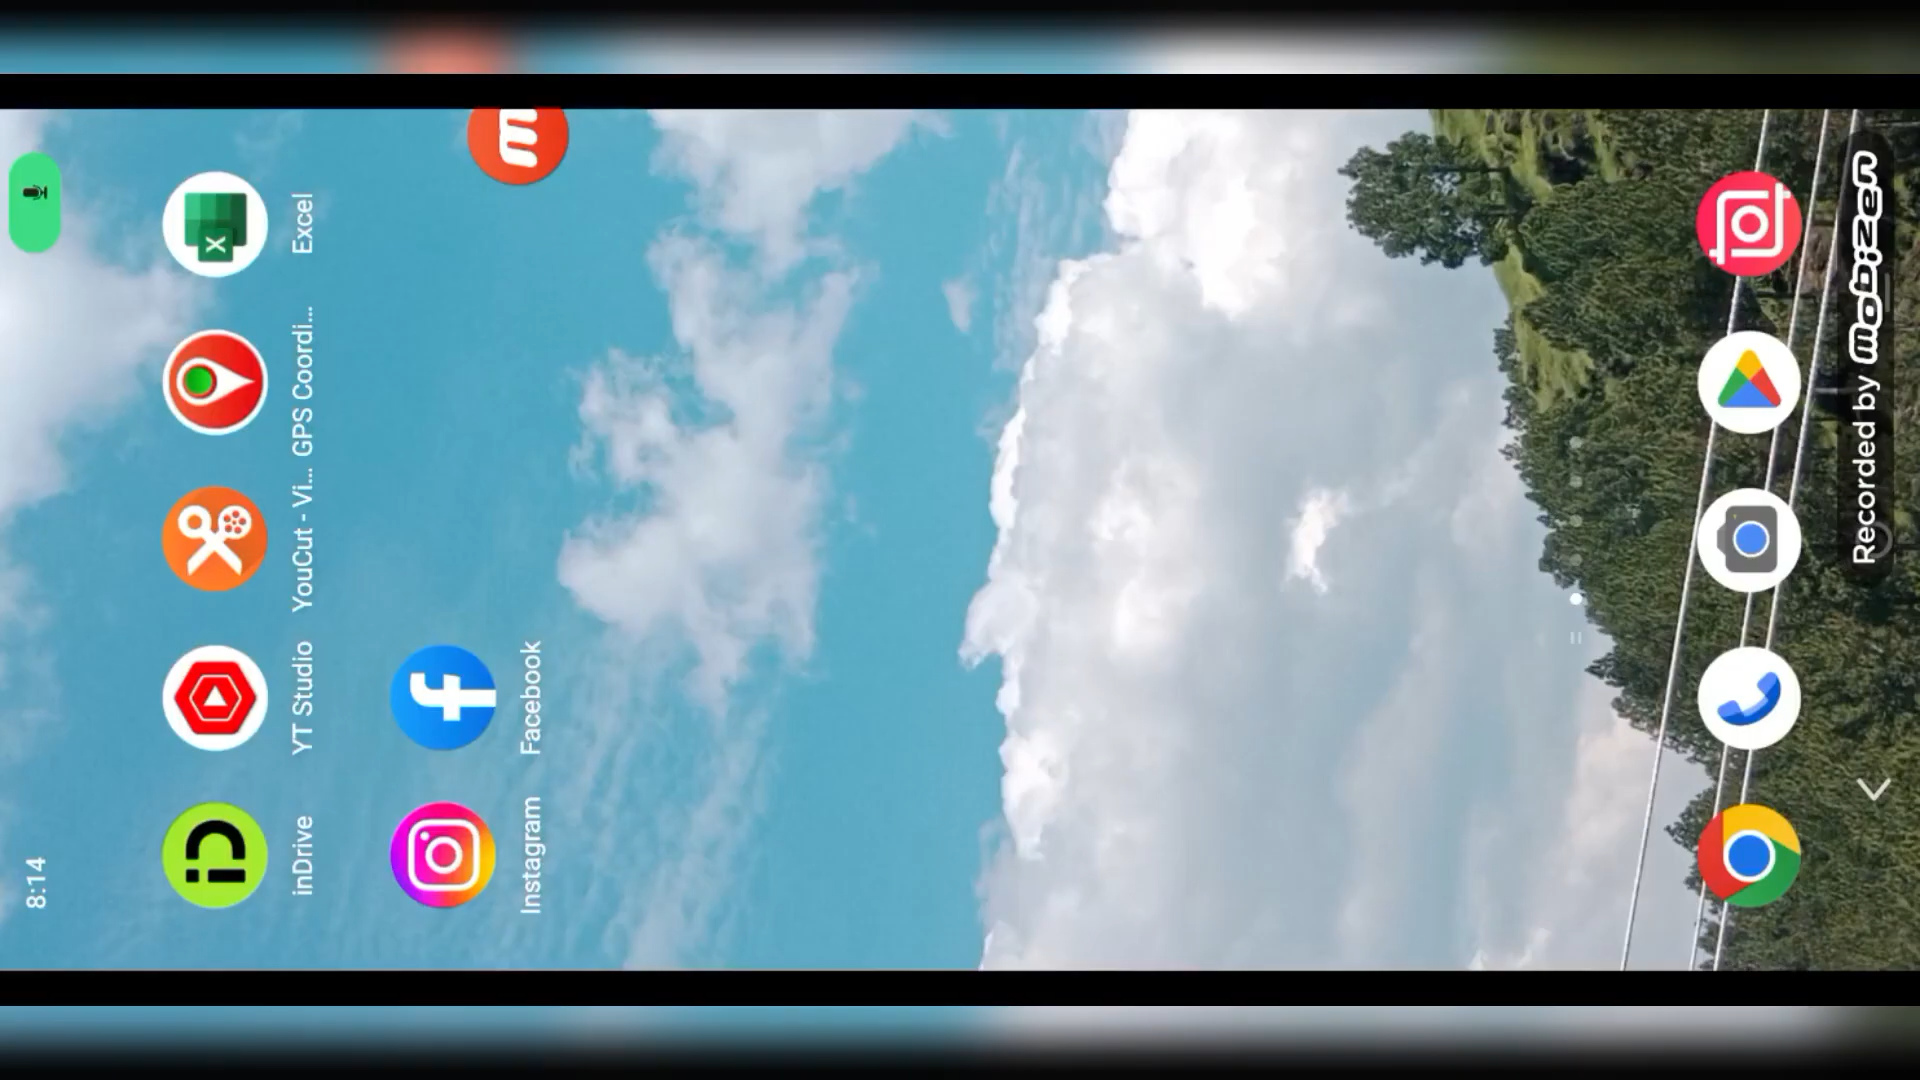 8:14
inDrive
YT Studio
YouCut - Vi...
GPS Coordi...
Excel
Instagram
Facebook
Recorded by mobizen